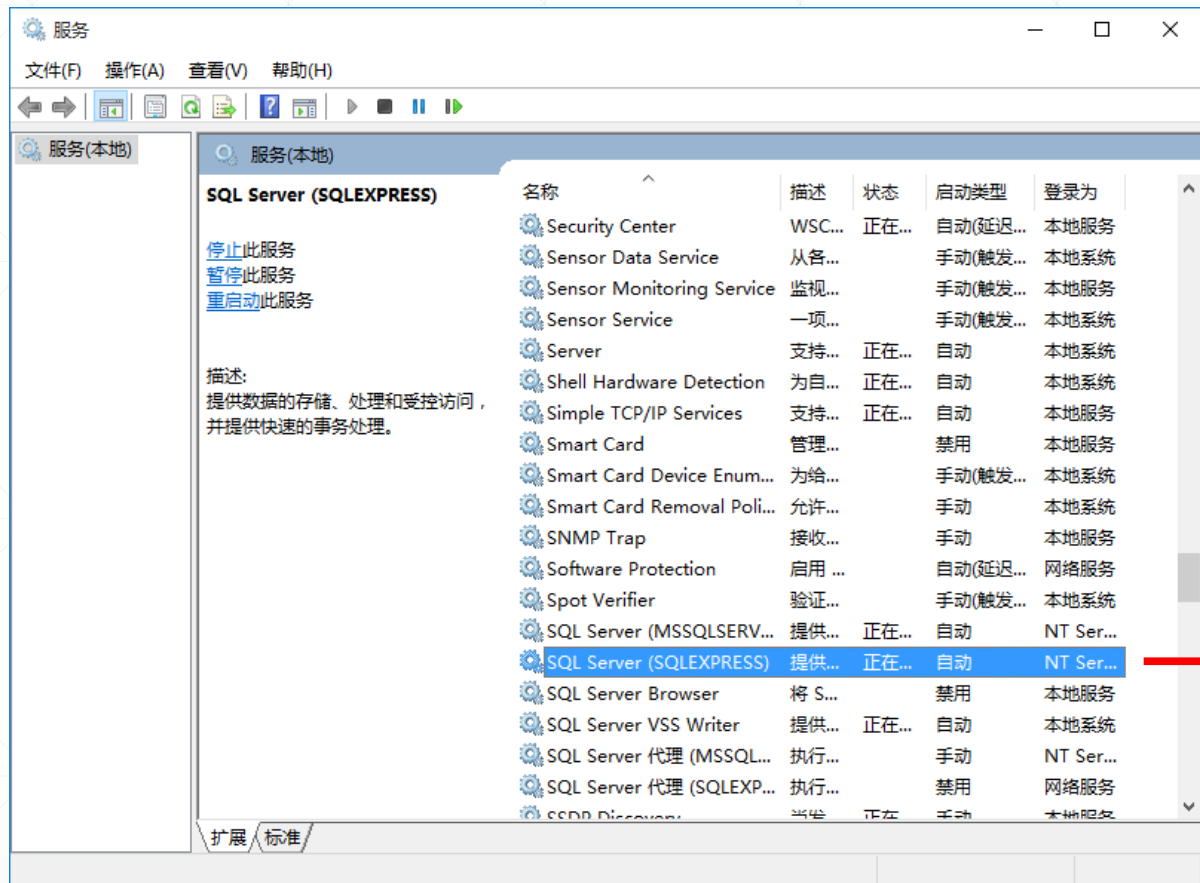 服务
文件(F) 操作(A) 查看(V) 帮助(H)
服务(本地)
服务(本地)
SQL Server (SQLEXPRESS)
停止此服务
暂停此服务
重启动此服务
描述:
提供数据的存储、处理和受控访问，
并提供快速的事务处理。
名称 描述 状态 启动类型 登录为
Security Center WSC... 正在... 自动(延迟... 本地服务
Sensor Data Service 从各... 手动(触发... 本地系统
Sensor Monitoring Service 监视... 手动(触发... 本地服务
Sensor Service 一项... 手动(触发... 本地系统
Server 支持... 正在... 自动 本地系统
Shell Hardware Detection 为自... 正在... 自动 本地系统
Simple TCP/IP Services 支持... 正在... 自动 本地服务
Smart Card 管理... 禁用 本地服务
Smart Card Device Enum... 为给... 手动(触发... 本地系统
Smart Card Removal Poli... 允许... 手动 本地系统
SNMP Trap 接收... 手动 本地服务
Software Protection 启用 ... 自动(延迟... 网络服务
Spot Verifier 验证... 手动(触发... 本地系统
SQL Server (MSSQLSERV... 提供... 正在... 自动 NT Ser...
SQL Server (SQLEXPRESS) 提供... 正在... 自动 NT Ser...
SQL Server Browser 将 S... 禁用 本地服务
SQL Server VSS Writer 提供... 正在... 自动 本地系统
SQL Server 代理 (MSSQL... 执行... 手动 NT Ser...
SQL Server 代理 (SQLEXP... 执行... 禁用 网络服务
SSDP Discovery 当发... 正在... 手动 本地服务
扩展 标准